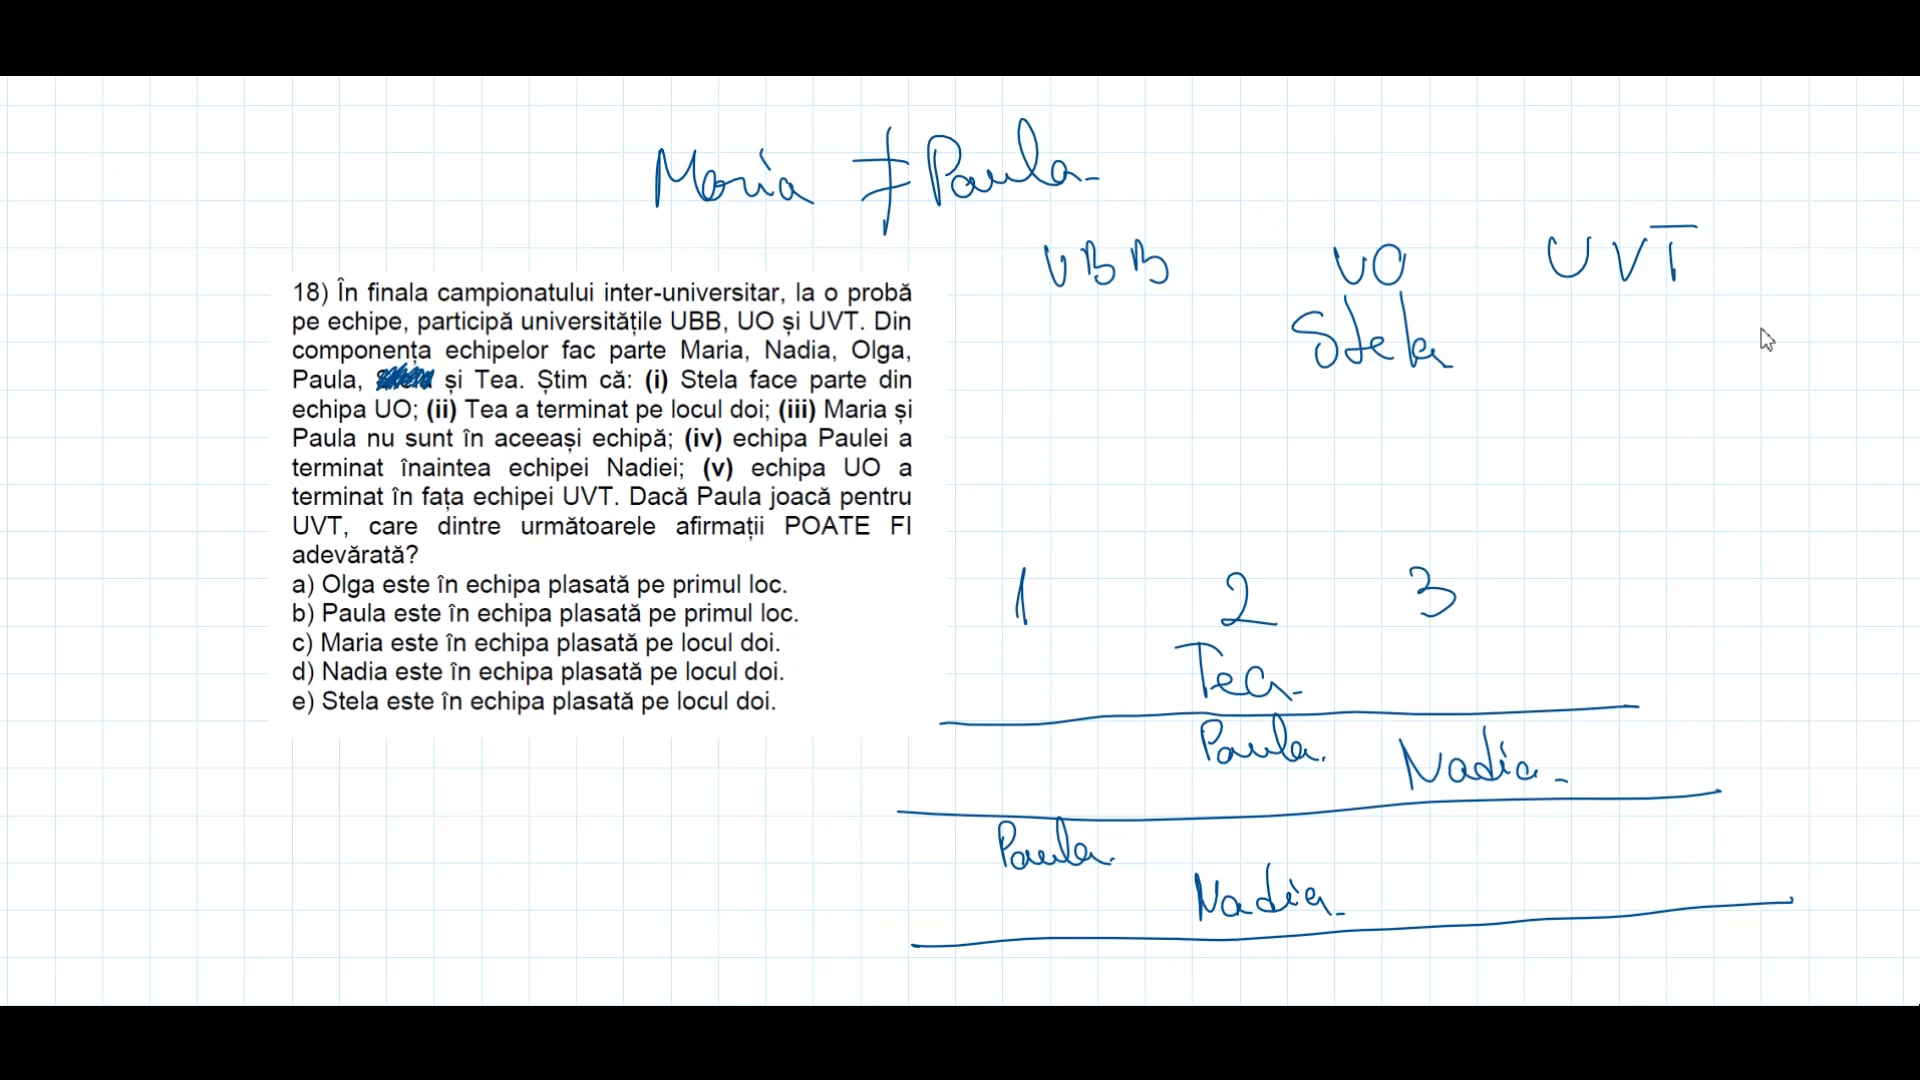 Maria ≠ Paula
UBB UO UVT
Stela
18) În finala campionatului inter-universitar, la o probă
pe echipe, participă universitățile UBB, UO și UVT. Din
componența echipelor fac parte Maria, Nadia, Olga,
Paula, și Tea. Știm că: (i) Stela face parte din
echipa UO; (ii) Tea a terminat pe locul doi; (iii) Maria și
Paula nu sunt în aceeași echipă; (iv) echipa Paulei a
terminat înaintea echipei Nadiei; (v) echipa UO a
terminat în fața echipei UVT. Dacă Paula joacă pentru
UVT, care dintre următoarele afirmații POATE FI
adevărată?
a) Olga este în echipa plasată pe primul loc.
b) Paula este în echipa plasată pe primul loc.
c) Maria este în echipa plasată pe locul doi.
d) Nadia este în echipa plasată pe locul doi.
e) Stela este în echipa plasată pe locul doi.
1 2 3
Tea
Paula Nadia
Paula
Nadia